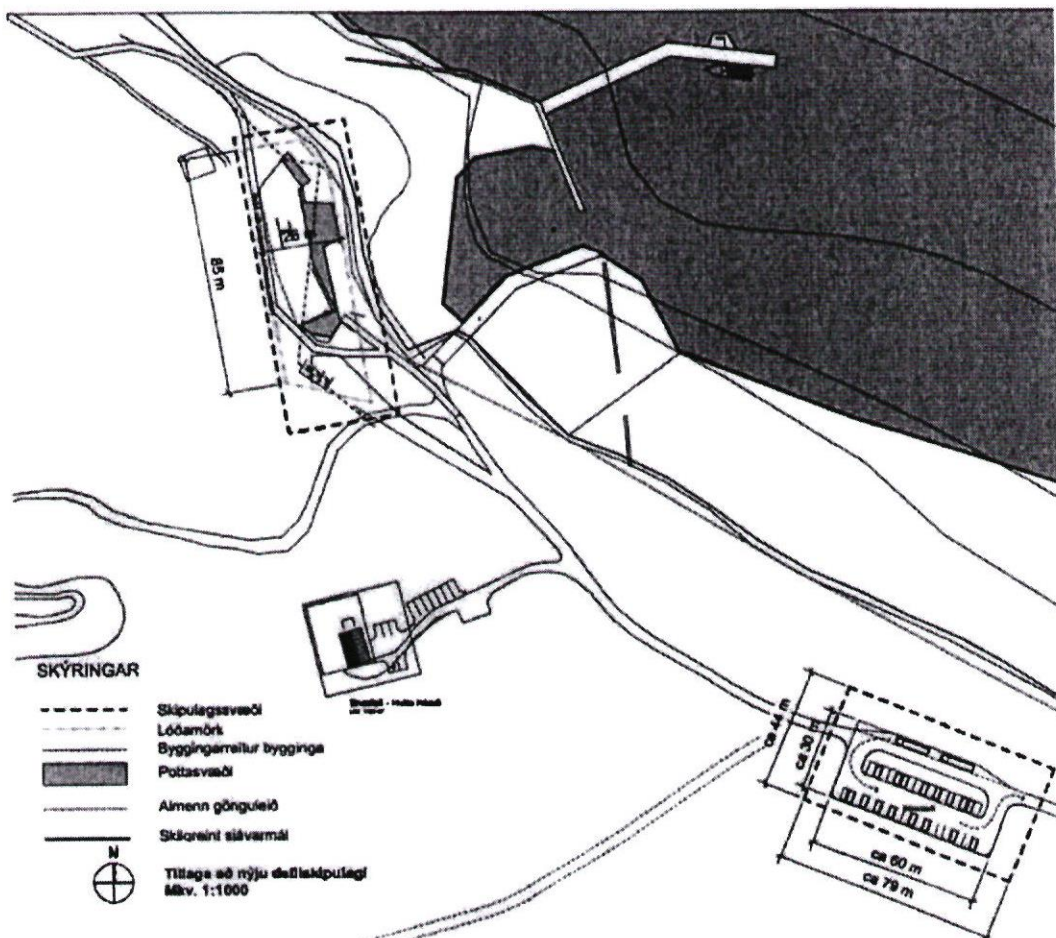 28
85 m
SKÝRINGAR
Skipulagssvæði
Lóðamörk
Byggingarreitur bygginga
Pottasvæði
Almenn gönguleið
Skilgreint sjávarmál
N
Tillaga að nýju deiliskipulagi
Mkv. 1:1000
ca 44 m
ca 30 m
ca 60 m
ca 79 m